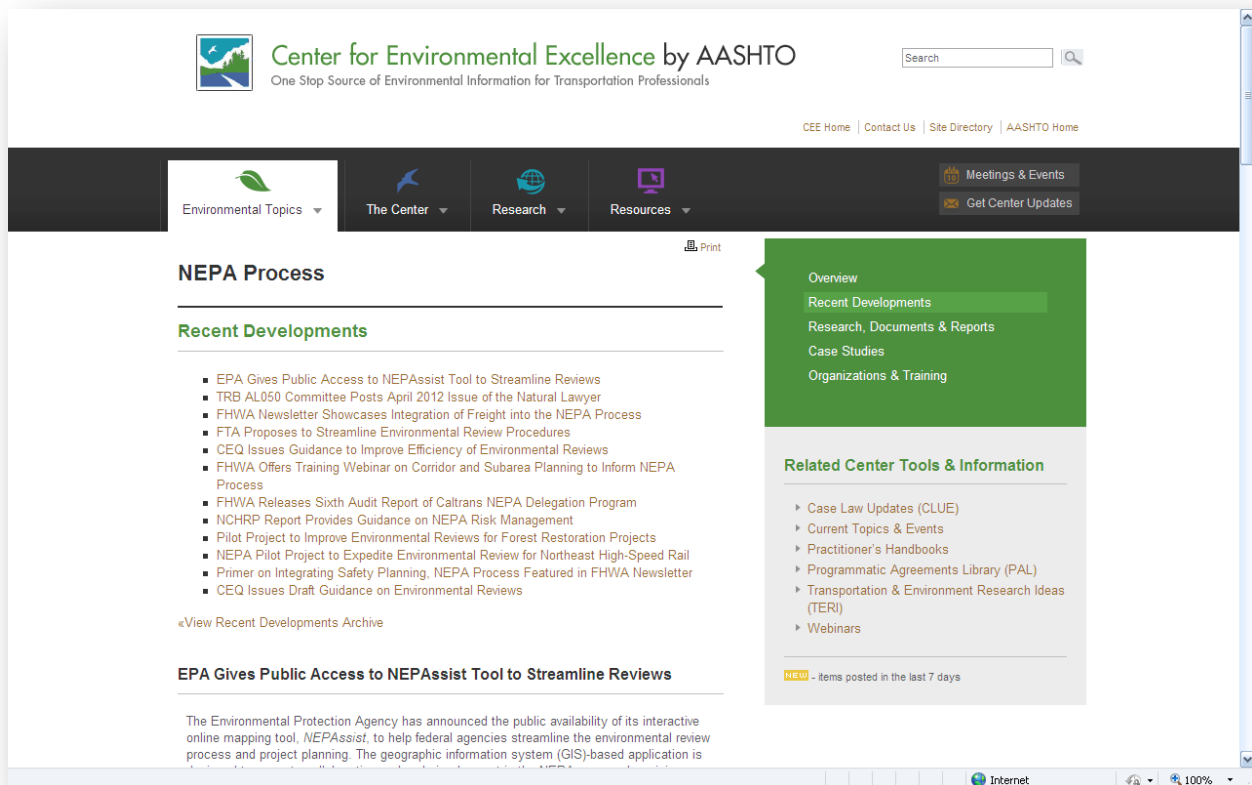 Center for Environmental Excellence by AASHTO
One Stop Source of Environmental Information for Transportation Professionals
Search
CEE Home | Contact Us | Site Directory | AASHTO Home
Environmental Topics
The Center
Research
Resources
Meetings & Events
Get Center Updates
Print
NEPA Process
Recent Developments
EPA Gives Public Access to NEPAssist Tool to Streamline Reviews
TRB AL050 Committee Posts April 2012 Issue of the Natural Lawyer
FHWA Newsletter Showcases Integration of Freight into the NEPA Process
FTA Proposes to Streamline Environmental Review Procedures
CEQ Issues Guidance to Improve Efficiency of Environmental Reviews
FHWA Offers Training Webinar on Corridor and Subarea Planning to Inform NEPA
Process
FHWA Releases Sixth Audit Report of Caltrans NEPA Delegation Program
NCHRP Report Provides Guidance on NEPA Risk Management
Pilot Project to Improve Environmental Reviews for Forest Restoration Projects
NEPA Pilot Project to Expedite Environmental Review for Northeast High-Speed Rail
Primer on Integrating Safety Planning, NEPA Process Featured in FHWA Newsletter
CEQ Issues Draft Guidance on Environmental Reviews
«View Recent Developments Archive
EPA Gives Public Access to NEPAssist Tool to Streamline Reviews
The Environmental Protection Agency has announced the public availability of its interactive
online mapping tool, NEPAssist, to help federal agencies streamline the environmental review
process and project planning. The geographic information system (GIS)-based application is
Overview
Recent Developments
Research, Documents & Reports
Case Studies
Organizations & Training
Related Center Tools & Information
Case Law Updates (CLUE)
Current Topics & Events
Practitioner's Handbooks
Programmatic Agreements Library (PAL)
Transportation & Environment Research Ideas
(TERI)
Webinars
NEW - items posted in the last 7 days
Internet
100%